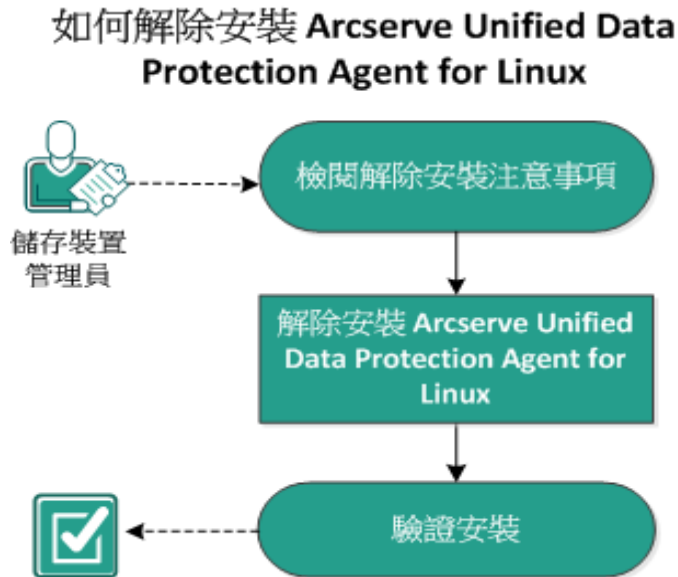 如何解除安裝 Arcserve Unified Data
Protection Agent for Linux
檢閱解除安裝注意事項
儲存裝置
管理員
解除安裝 Arcserve Unified
Data Protection Agent for
Linux
驗證安裝